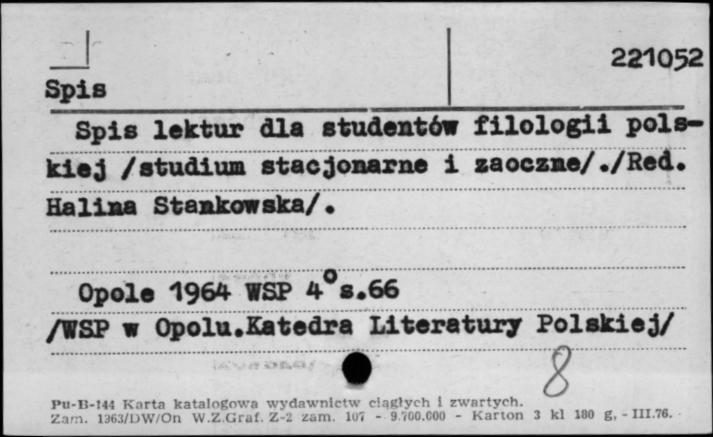 221052
Spis
Spis lektur dla studentów filologii pols-
kiej /studium stacjonarne i zaoczne/./Red.
Halina Stankowska/.
Opole 1964 WSP 4° s.66
/WSP w Opolu.Katedra Literatury Polskiej/
8
Pu-B-144 Karta katalogowa wydawnictw ciągłych i zwartych.
Zam. 1363/DW/On W.Z.Graf. Z-2 zam. 107 - 9.700.000 - Karton 3 kl 180 g. - III.76.